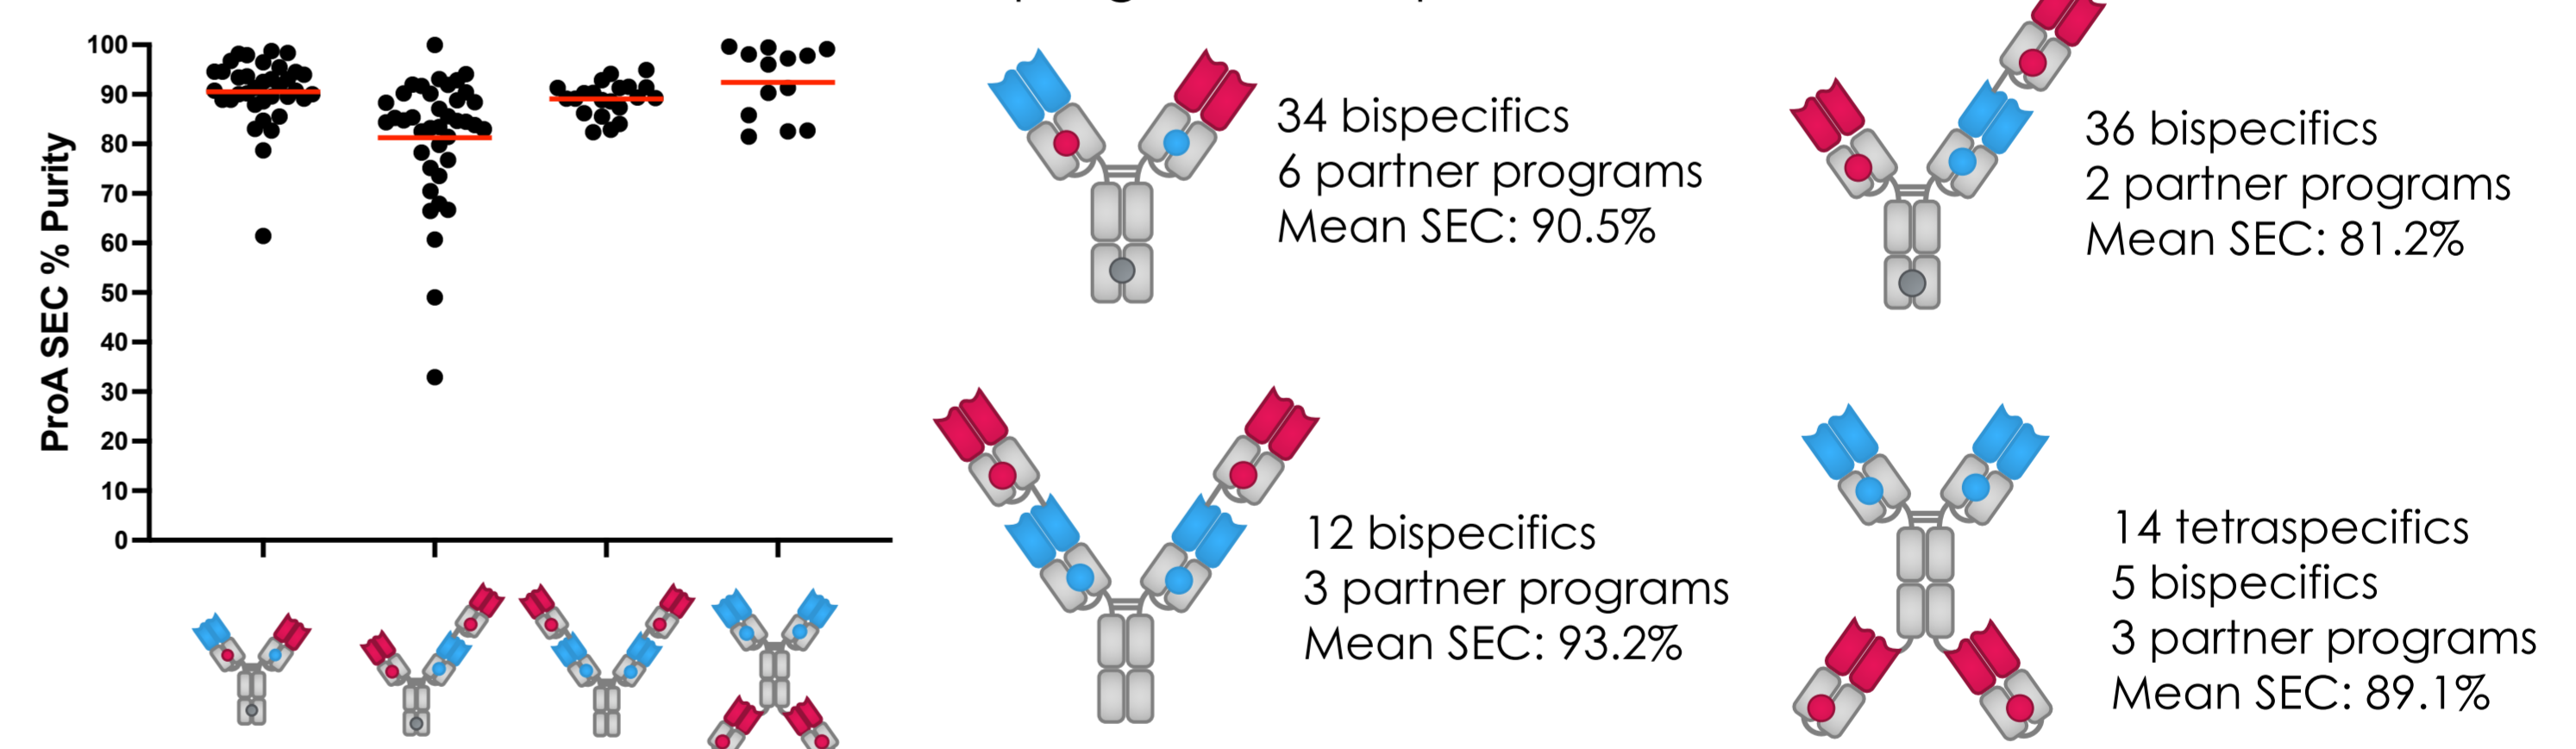 100
90
80
70
60
50
40
30
20
10
0
ProA SEC % Purity
34 bispecifics
6 partner programs
Mean SEC: 90.5%
36 bispecifics
2 partner programs
Mean SEC: 81.2%
12 bispecifics
3 partner programs
Mean SEC: 93.2%
14 tetraspecifics
5 bispecifics
3 partner programs
Mean SEC: 89.1%